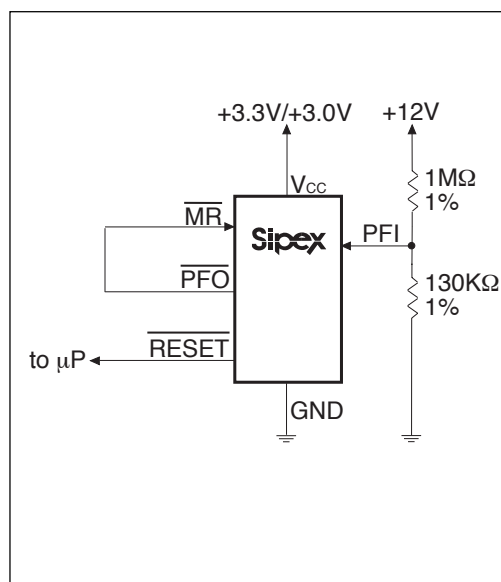 +3.3V/+3.0V
+12V
VCC
1MΩ
1%
MR
Sipex
PFI
PFO
130KΩ
1%
RESET
to μP
GND